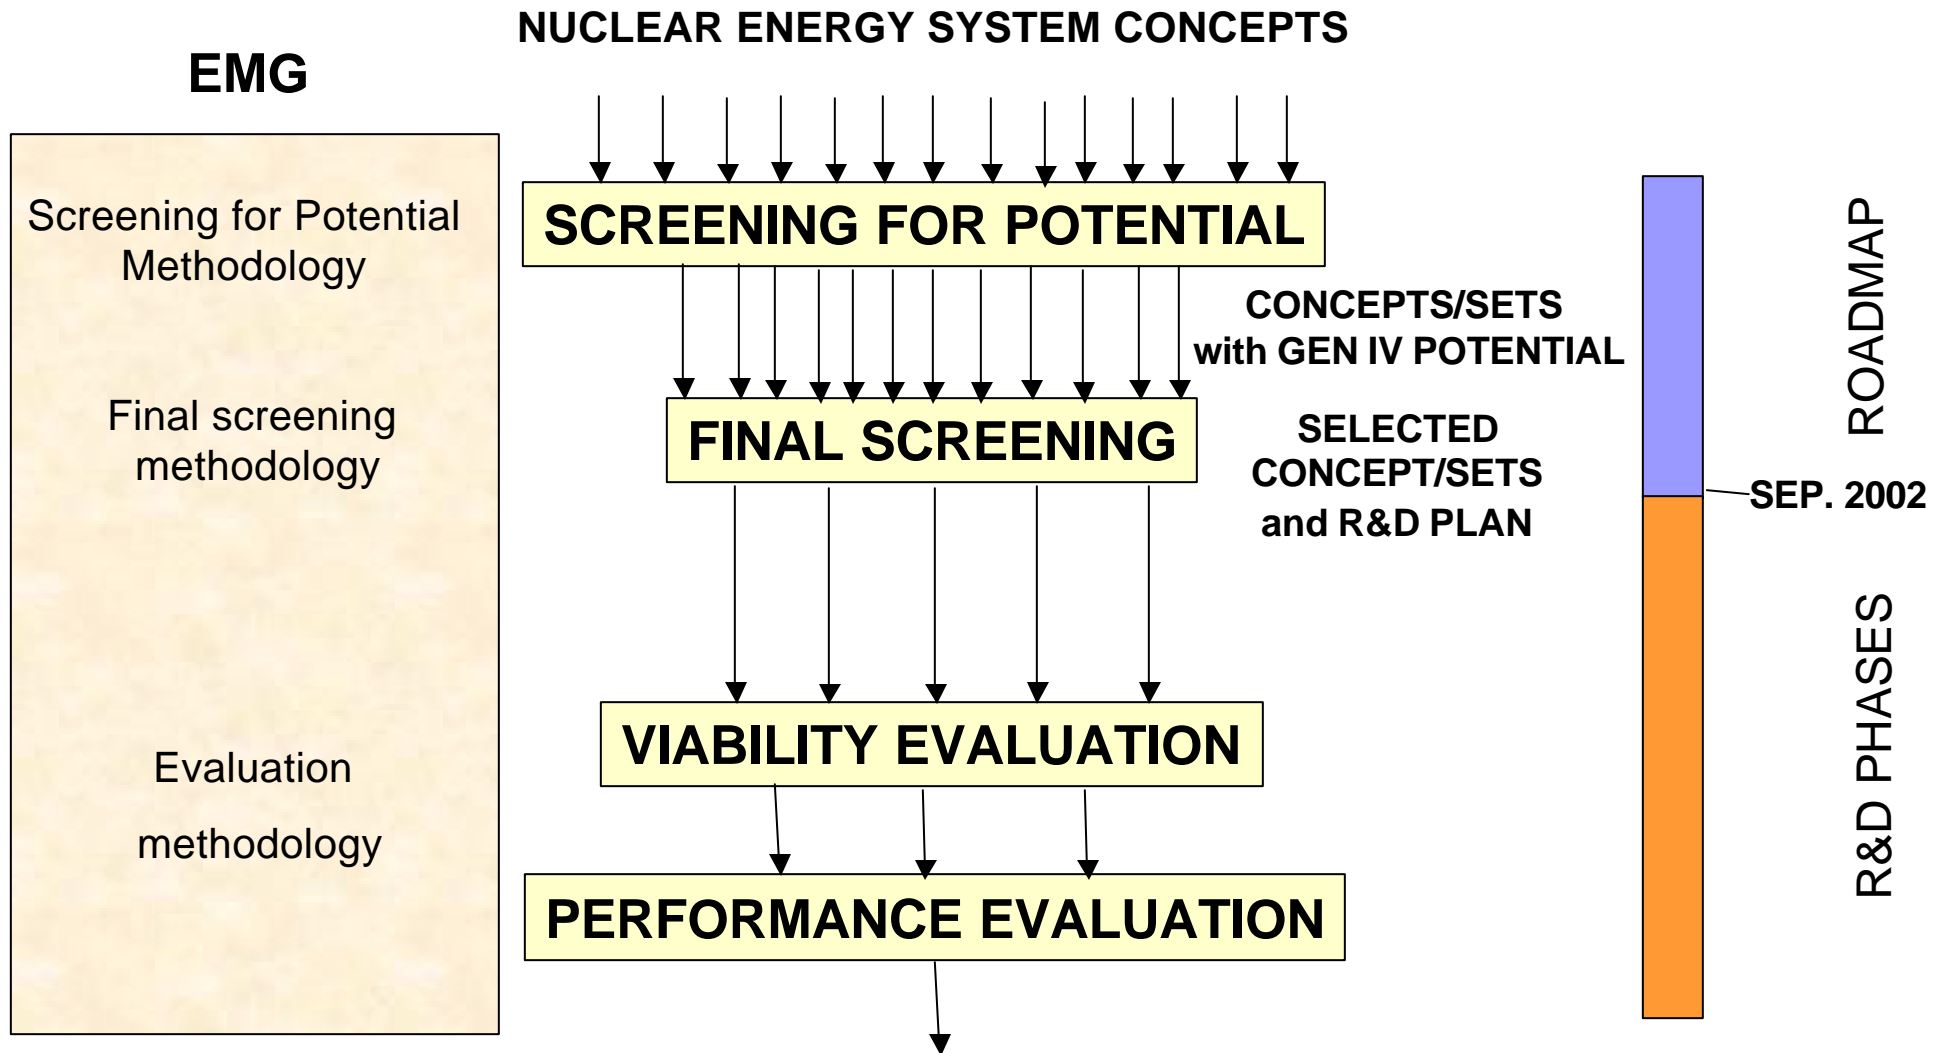 NUCLEAR ENERGY SYSTEM CONCEPTS
EMG
Screening for Potential
Methodology
Final screening
methodology
Evaluation
methodology
SCREENING FOR POTENTIAL
CONCEPTS/SETS
with GEN IV POTENTIAL
FINAL SCREENING
SELECTED
CONCEPT/SETS
and R&D PLAN
VIABILITY EVALUATION
PERFORMANCE EVALUATION
ROADMAP
SEP. 2002
R&D PHASES